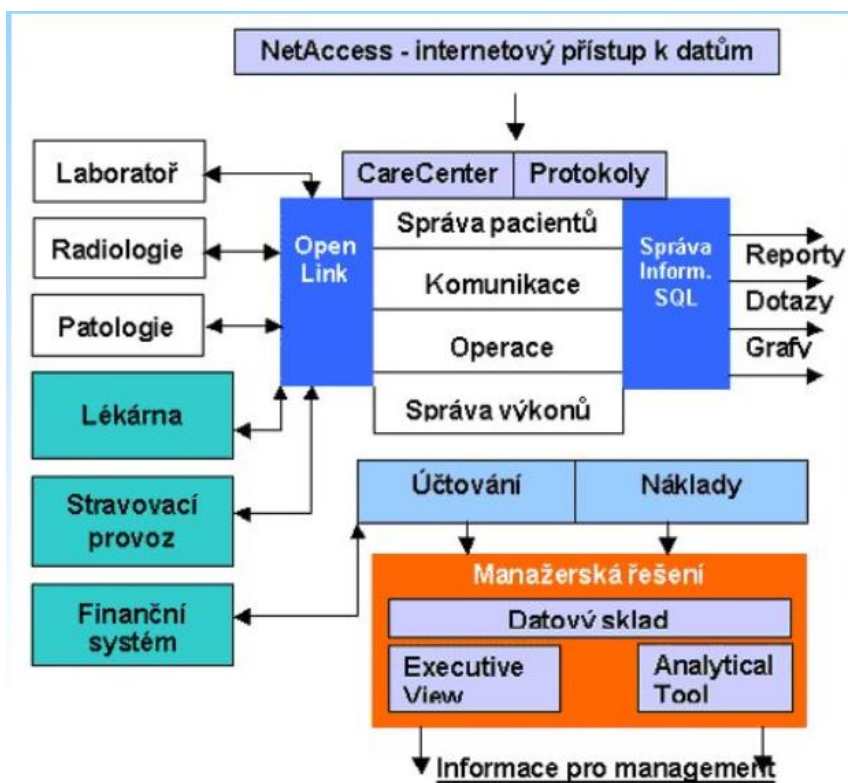 NetAccess - internetový přístup k datům
CareCenter
Protokoly
Laboratoř
Radiologie
Patologie
Lékárna
Stravovací
provoz
Finanční
systém
Open
Link
Správa pacientů
Komunikace
Operace
Správa výkonů
Správa
Inform.
SQL
Reporty
Dotazy
Grafy
Účtování
Náklady
Manažerská řešení
Datový sklad
Executive
View
Analytical
Tool
Informace pro management